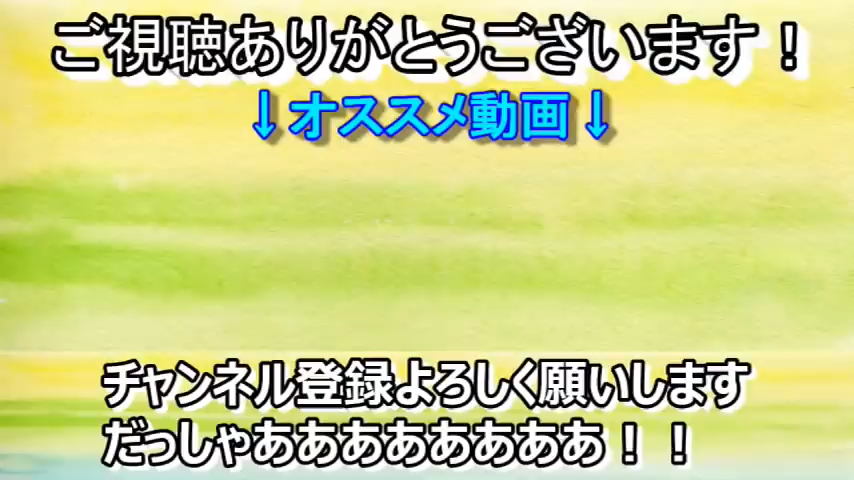 ご視聴ありがとうございます！
↓オススメ動画↓
チャンネル登録よろしく願いします
だっしゃああああああああ！！